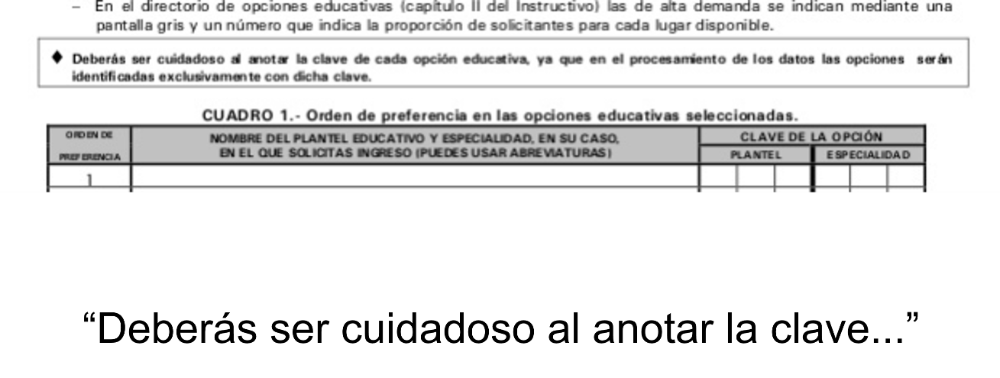 – En el directorio de opciones educativas (capítulo II del Instructivo) las de alta demanda se indican mediante una
pantalla gris y un número que indica la proporción de solicitantes para cada lugar disponible.
♦ Deberás ser cuidadoso al anotar la clave de cada opción educativa, ya que en el procesamiento de los datos las opciones serán
identificadas exclusivamente con dicha clave.
CUADRO 1.- Orden de preferencia en las opciones educativas seleccionadas.
ORDEN DE
PREFERENCIA
NOMBRE DEL PLANTEL EDUCATIVO Y ESPECIALIDAD, EN SU CASO,
EN EL QUE SOLICITAS INGRESO (PUEDES USAR ABREVIATURAS)
CLAVE DE LA OPCIÓN
PLANTEL
ESPECIALIDAD
1
“Deberás ser cuidadoso al anotar la clave...”